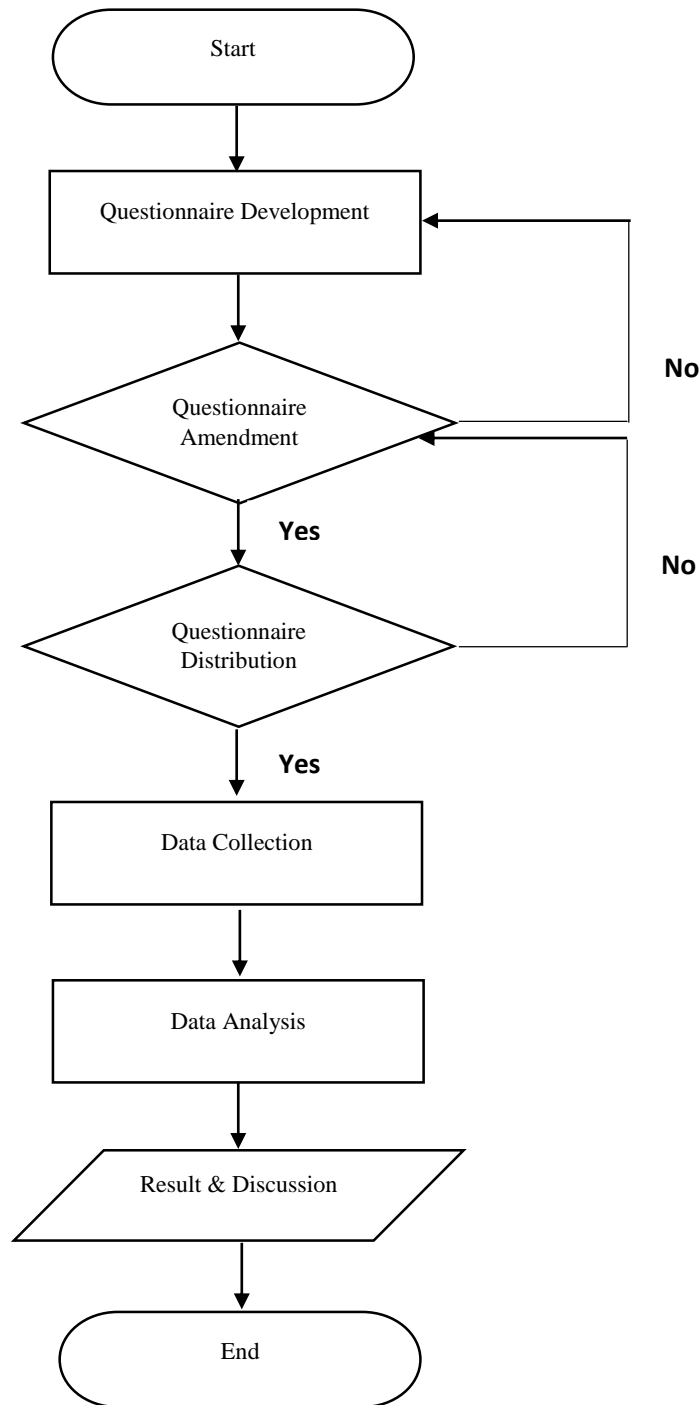 Start
Questionnaire Development
No
Questionnaire
Amendment
Yes
No
Questionnaire
Distribution
Yes
Data Collection
Data Analysis
Result & Discussion
End